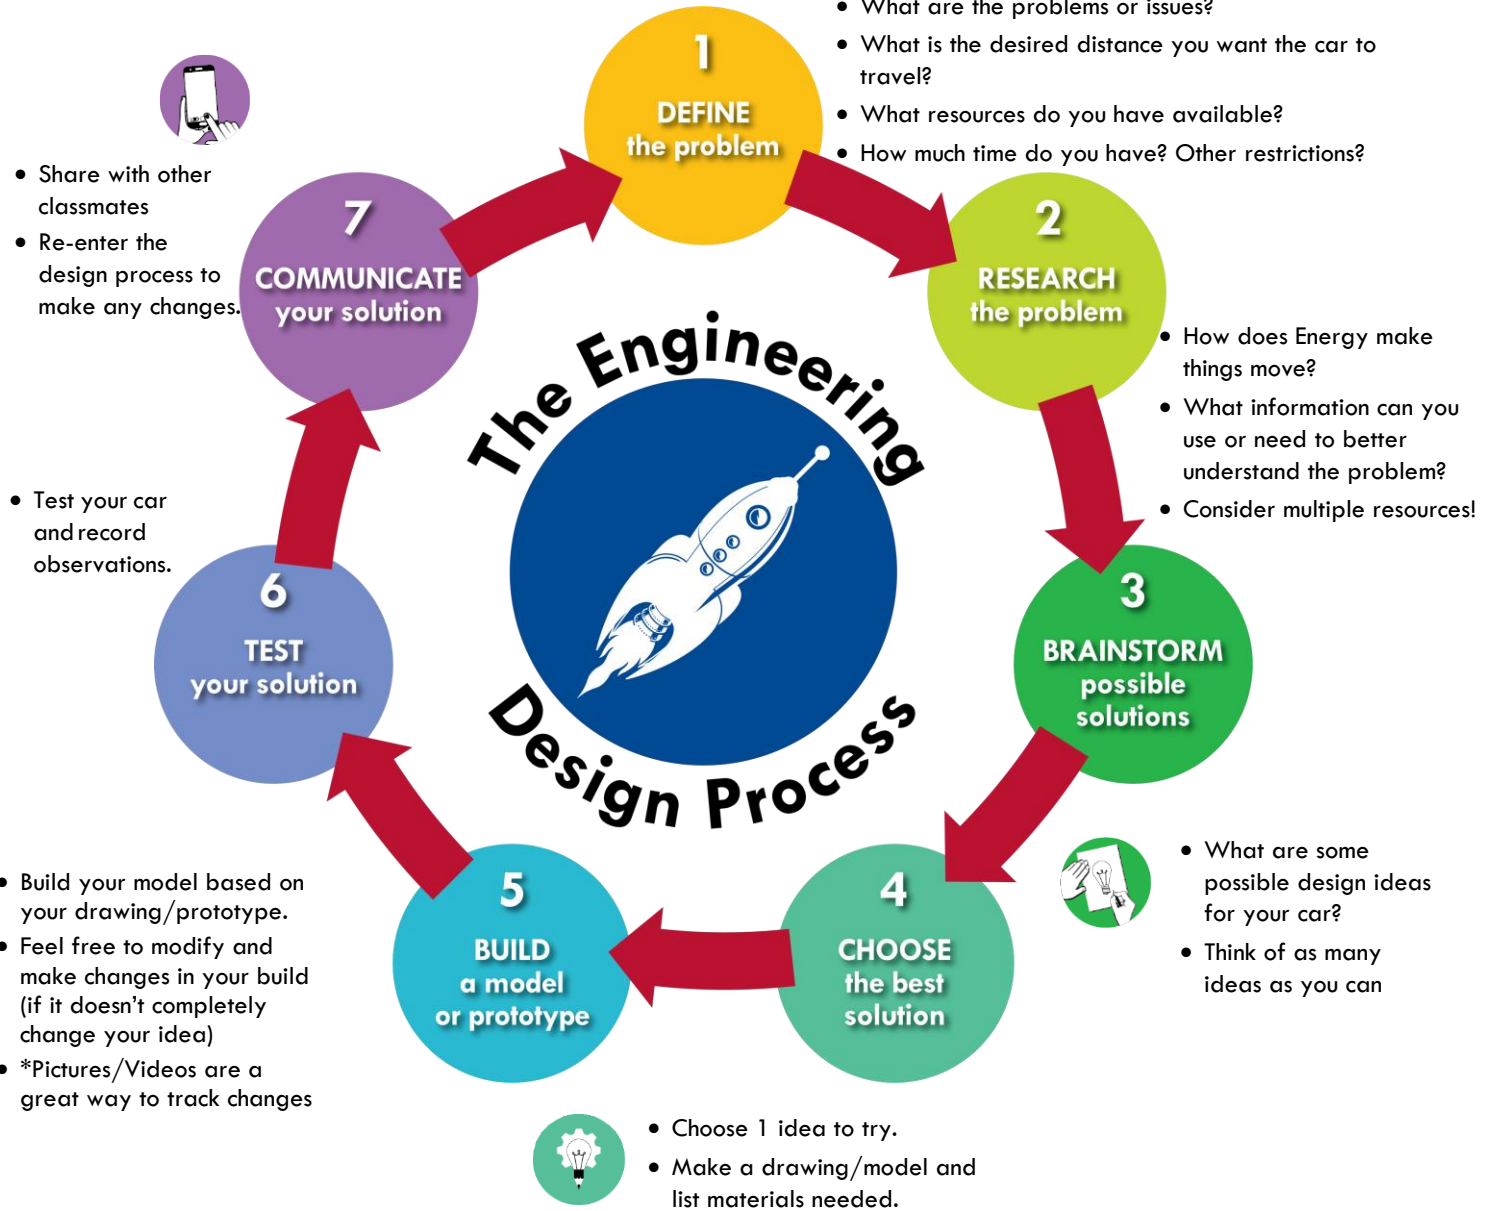 The Engineering
Design Process
1
DEFINE
the problem
• What are the problems or issues?
• What is the desired distance you want the car to
travel?
• What resources do you have available?
• How much time do you have? Other restrictions?
2
RESEARCH
the problem
• How does Energy make
things move?
• What information can you
use or need to better
understand the problem?
• Consider multiple resources!
3
BRAINSTORM
possible
solutions
• What are some
possible design ideas
for your car?
• Think of as many
ideas as you can
4
CHOOSE
the best
solution
• Choose 1 idea to try.
• Make a drawing/model and
list materials needed.
5
BUILD
a model
or prototype
• Build your model based on
your drawing/prototype.
• Feel free to modify and
make changes in your build
(if it doesn't completely
change your idea)
• *Pictures/Videos are a
great way to track changes
6
TEST
your solution
• Test your car
and record
observations.
7
COMMUNICATE
your solution
• Share with other
classmates
• Re-enter the
design process to
make any changes.